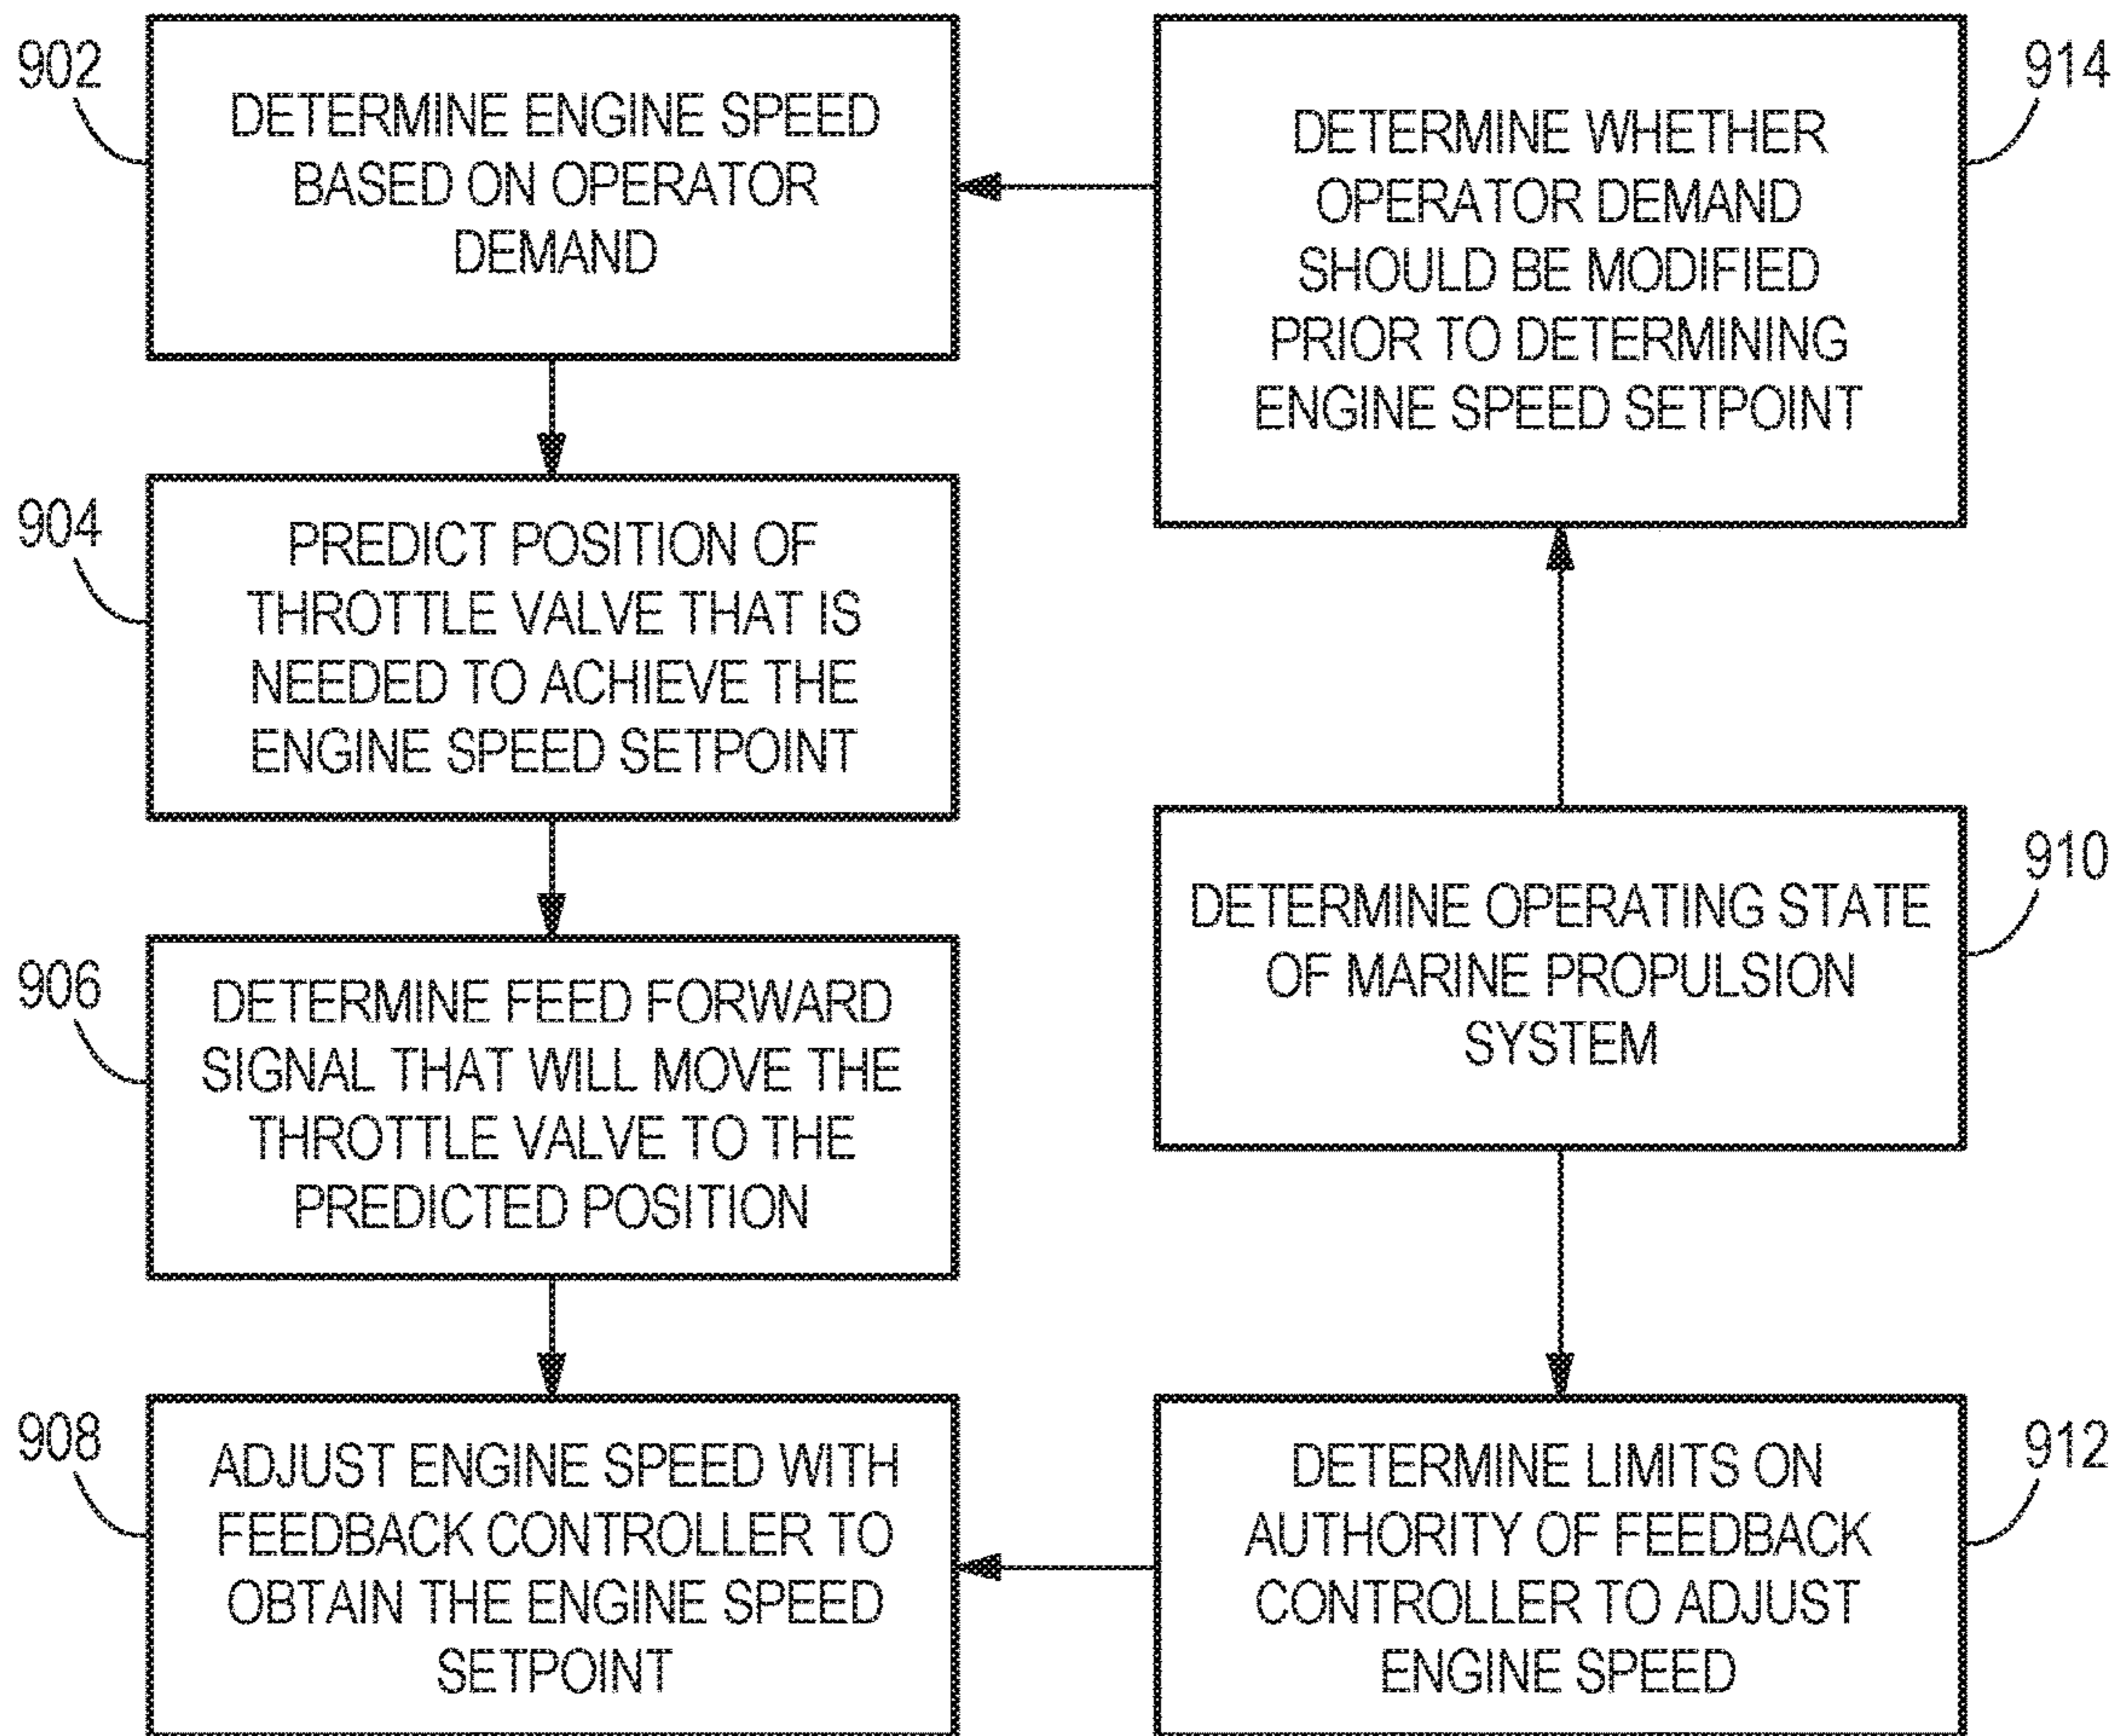 902
DETERMINE ENGINE SPEED
BASED ON OPERATOR
DEMAND
904
PREDICT POSITION OF
THROTTLE VALVE THAT IS
NEEDED TO ACHIEVE THE
ENGINE SPEED SETPOINT
906
DETERMINE FEED FORWARD
SIGNAL THAT WILL MOVE THE
THROTTLE VALVE TO THE
PREDICTED POSITION
908
ADJUST ENGINE SPEED WITH
FEEDBACK CONTROLLER TO
OBTAIN THE ENGINE SPEED
SETPOINT
914
DETERMINE WHETHER
OPERATOR DEMAND
SHOULD BE MODIFIED
PRIOR TO DETERMINING
ENGINE SPEED SETPOINT
910
DETERMINE OPERATING STATE
OF MARINE PROPULSION
SYSTEM
912
DETERMINE LIMITS ON
AUTHORITY OF FEEDBACK
CONTROLLER TO ADJUST
ENGINE SPEED